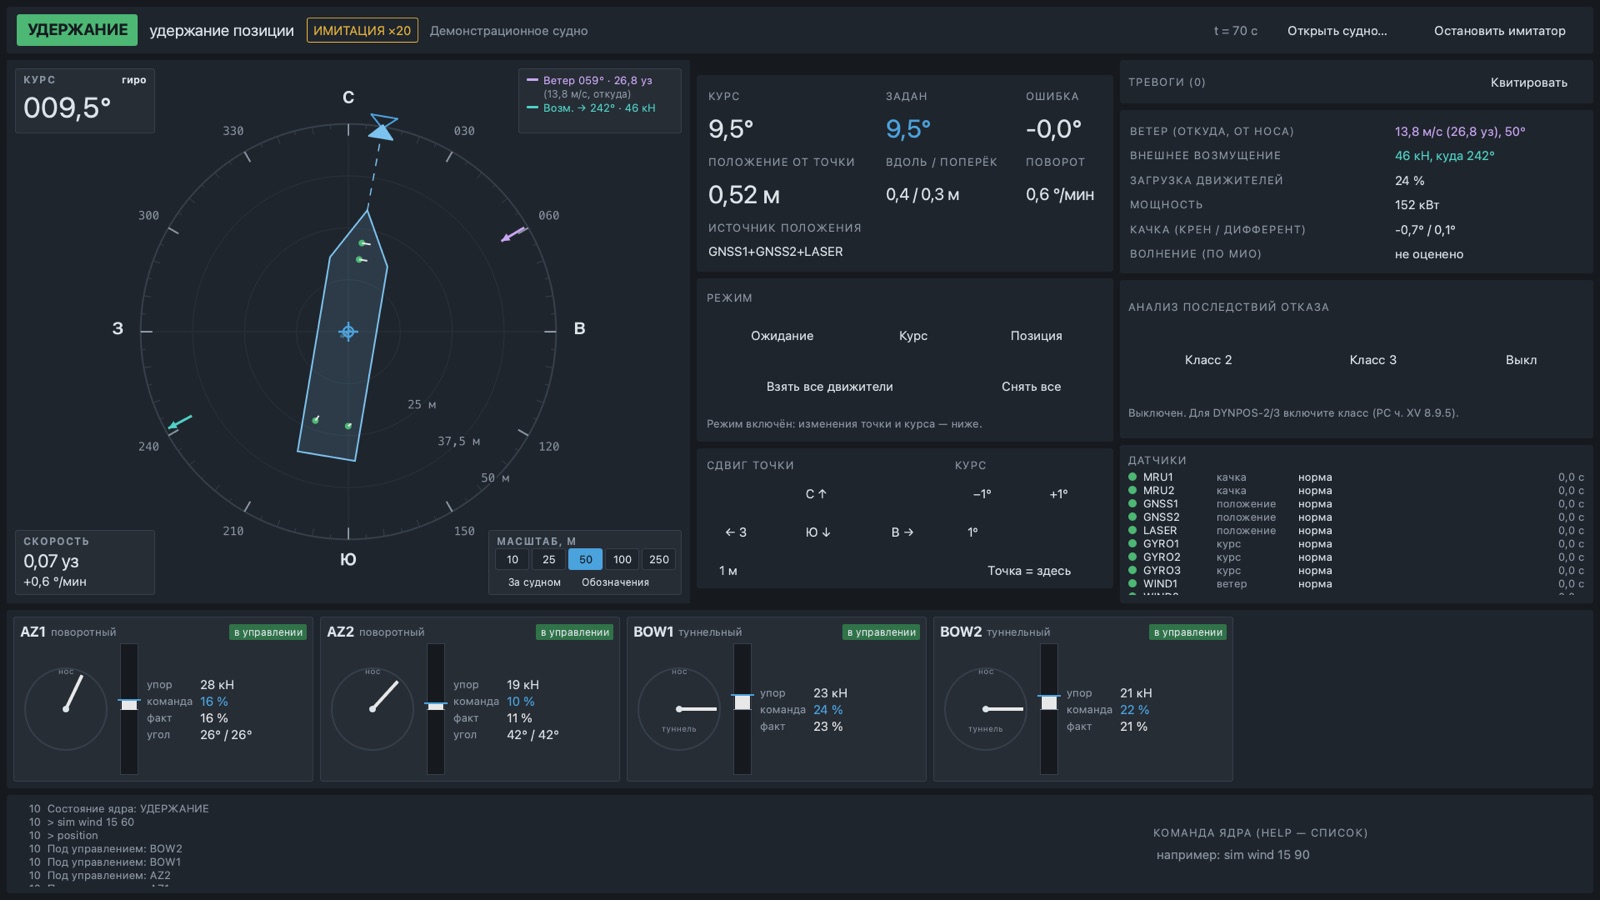 УДЕРЖАНИЕ удержание позиции ИМИТАЦИЯ ×20 Демонстрационное судно t = 70 с Открыть судно... Остановить имитатор
КУРС гиро
009,5°
Ветер 059° · 26,8 уз
(13,8 м/с, откуда)
Возм. → 242° · 46 кН
С
330
030
300
060
З
В
240
120
210
150
Ю
25 м
37,5 м
50 м
СКОРОСТЬ
0,07 уз
+0,6 °/мин
МАСШТАБ, М
10 25 50 100 250
За судном Обозначения
КУРС ЗАДАН ОШИБКА
9,5° 9,5° -0,0°
ПОЛОЖЕНИЕ ОТ ТОЧКИ ВДОЛЬ / ПОПЕРЁК ПОВОРОТ
0,52 м 0,4 / 0,3 м 0,6 °/мин
ИСТОЧНИК ПОЛОЖЕНИЯ
GNSS1+GNSS2+LASER
РЕЖИМ
Ожидание Курс Позиция
Взять все движители Снять все
Режим включён: изменения точки и курса — ниже.
СДВИГ ТОЧКИ КУРС
С ↑ −1° +1°
← З Ю ↓ В → 1°
1 м Точка = здесь
ТРЕВОГИ (0) Квитировать
ВЕТЕР (ОТКУДА, ОТ НОСА) 13,8 м/с (26,8 уз), 50°
ВНЕШНЕЕ ВОЗМУЩЕНИЕ 46 кН, куда 242°
ЗАГРУЗКА ДВИЖИТЕЛЕЙ 24 %
МОЩНОСТЬ 152 кВт
КАЧКА (КРЕН / ДИФФЕРЕНТ) -0,7° / 0,1°
ВОЛНЕНИЕ (ПО МИО) не оценено
АНАЛИЗ ПОСЛЕДСТВИЙ ОТКАЗА
Класс 2 Класс 3 Выкл
Выключен. Для DYNPOS-2/3 включите класс (РС ч. XV 8.9.5).
ДАТЧИКИ
MRU1 качка норма 0,0 с
MRU2 качка норма 0,0 с
GNSS1 положение норма 0,0 с
GNSS2 положение норма 0,0 с
LASER положение норма 0,0 с
GYRO1 курс норма 0,0 с
GYRO2 курс норма 0,0 с
GYRO3 курс норма 0,0 с
WIND1 ветер норма 0,0 с
AZ1 поворотный в управлении
нос
упор 28 кН
команда 16 %
факт 16 %
угол 26° / 26°
AZ2 поворотный в управлении
нос
упор 19 кН
команда 10 %
факт 11 %
угол 42° / 42°
BOW1 туннельный в управлении
нос
туннель
упор 23 кН
команда 24 %
факт 23 %
BOW2 туннельный в управлении
нос
туннель
упор 21 кН
команда 22 %
факт 21 %
10 Состояние ядра: УДЕРЖАНИЕ
10 > sim wind 15 60
10 > position
10 Под управлением: BOW2
10 Под управлением: BOW1
10 Под управлением: AZ2
КОМАНДА ЯДРА (HELP — СПИСОК)
например: sim wind 15 90